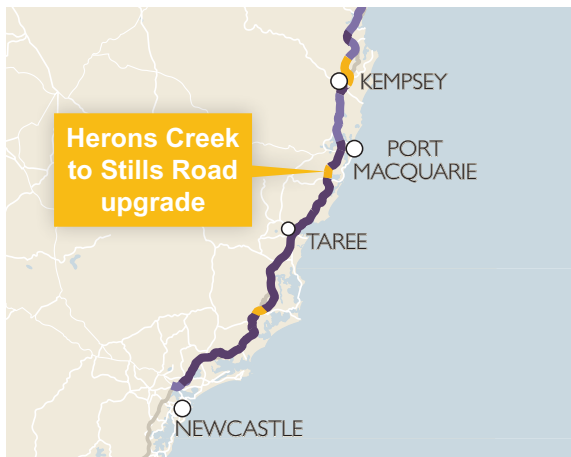 KEMPSEY
Herons Creek
to Stills Road
upgrade
PORT
MACQUARIE
TAREE
NEWCASTLE